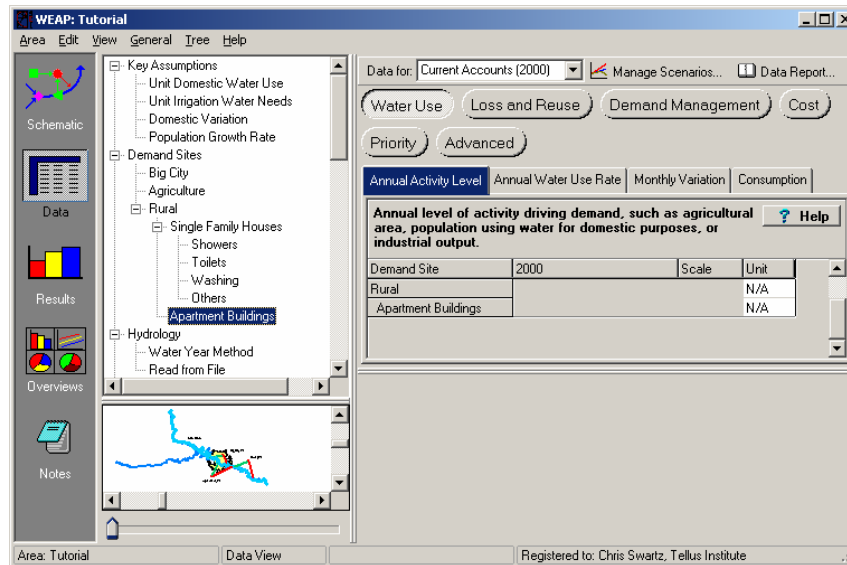 WEAP: Tutorial
Area Edit View General Tree Help
Schematic
Data
Results
Overviews
Notes
Key Assumptions
Unit Domestic Water Use
Unit Irrigation Water Needs
Domestic Variation
Population Growth Rate
Demand Sites
Big City
Agriculture
Rural
Single Family Houses
Showers
Toilets
Washing
Others
Apartment Buildings
Hydrology
Water Year Method
Read from File
Data for: Current Accounts (2000) Manage Scenarios... Data Report...
Water Use Loss and Reuse Demand Management Cost
Priority Advanced
Annual Activity Level Annual Water Use Rate Monthly Variation Consumption
Annual level of activity driving demand, such as agricultural
area, population using water for domestic purposes, or
industrial output.
? Help
Demand Site 2000 Scale Unit
Rural N/A
Apartment Buildings N/A
Area: Tutorial Data View Registered to: Chris Swartz, Tellus Institute